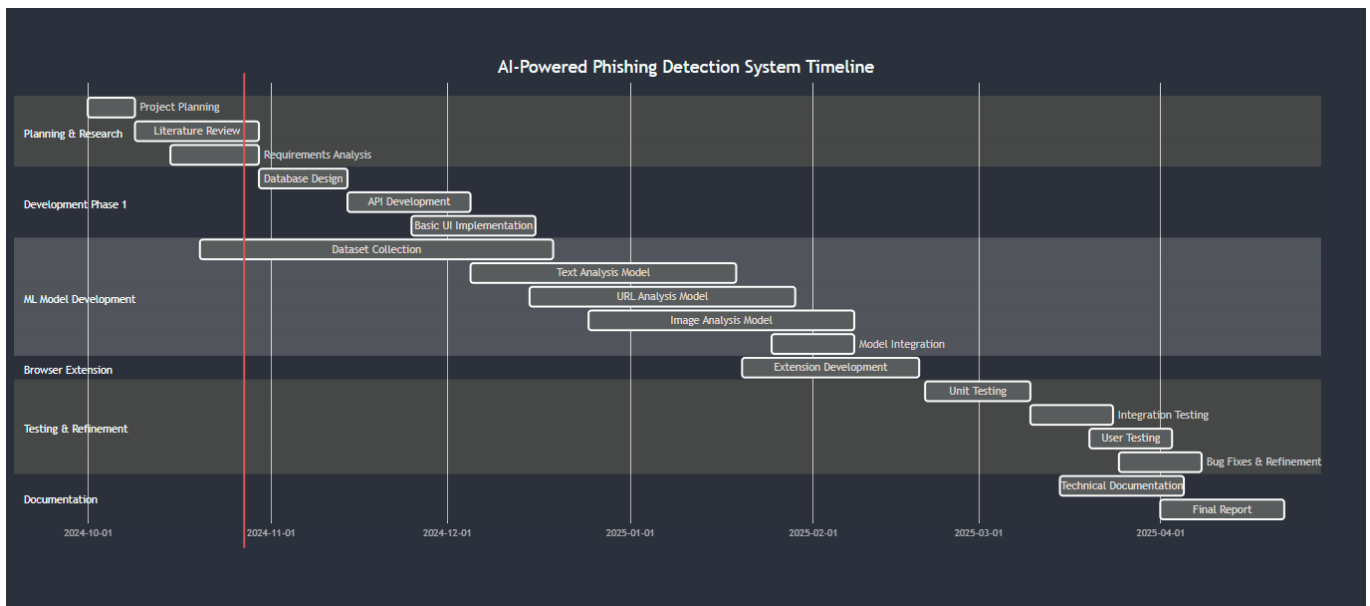 AI-Powered Phishing Detection System Timeline
Project Planning
Planning & Research
Literature Review
Requirements Analysis
Database Design
Development Phase 1
API Development
Basic UI Implementation
Dataset Collection
Text Analysis Model
ML Model Development
URL Analysis Model
Image Analysis Model
Model Integration
Browser Extension
Extension Development
Unit Testing
Integration Testing
Testing & Refinement
User Testing
Bug Fixes & Refinement
Technical Documentation
Documentation
Final Report
2024-10-01 2024-11-01 2024-12-01 2025-01-01 2025-02-01 2025-03-01 2025-04-01